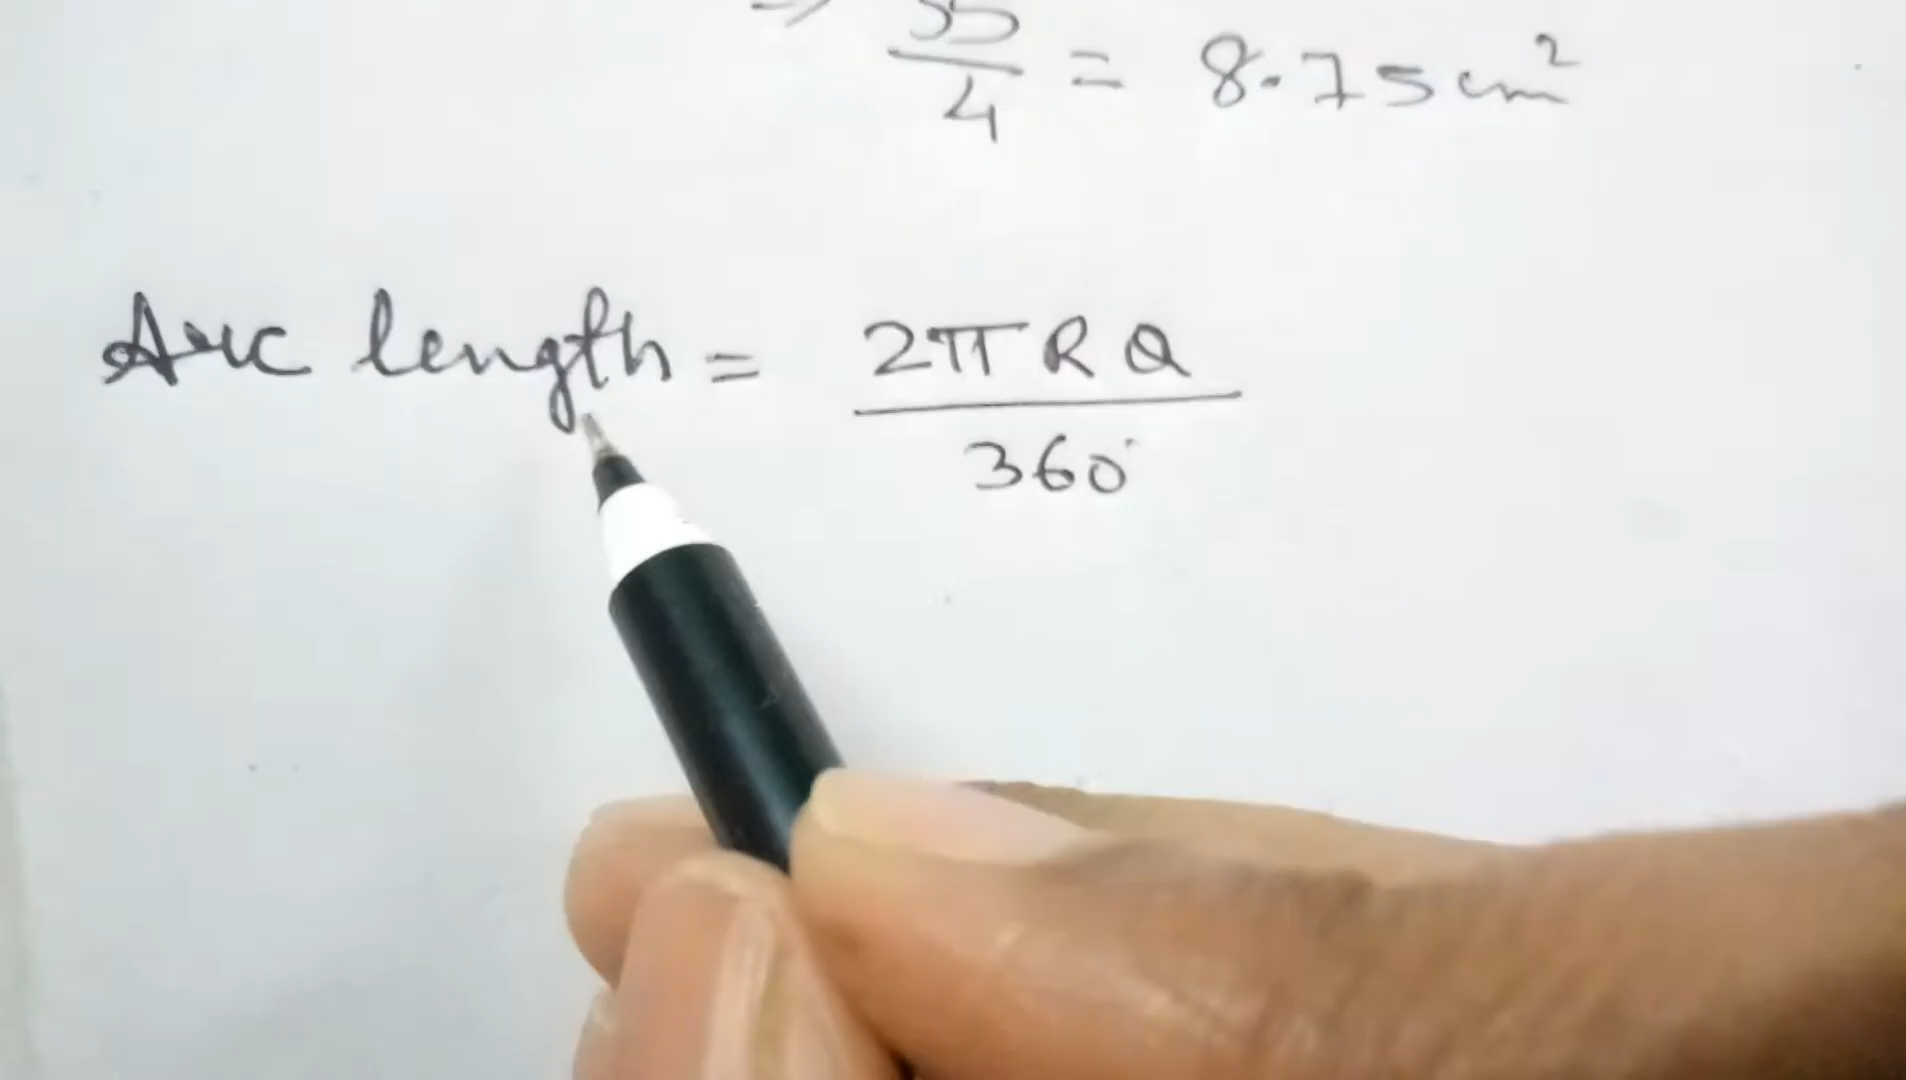 ⇒ 35/4 = 8.75 cm²
Arc length = 2πRθ/360°